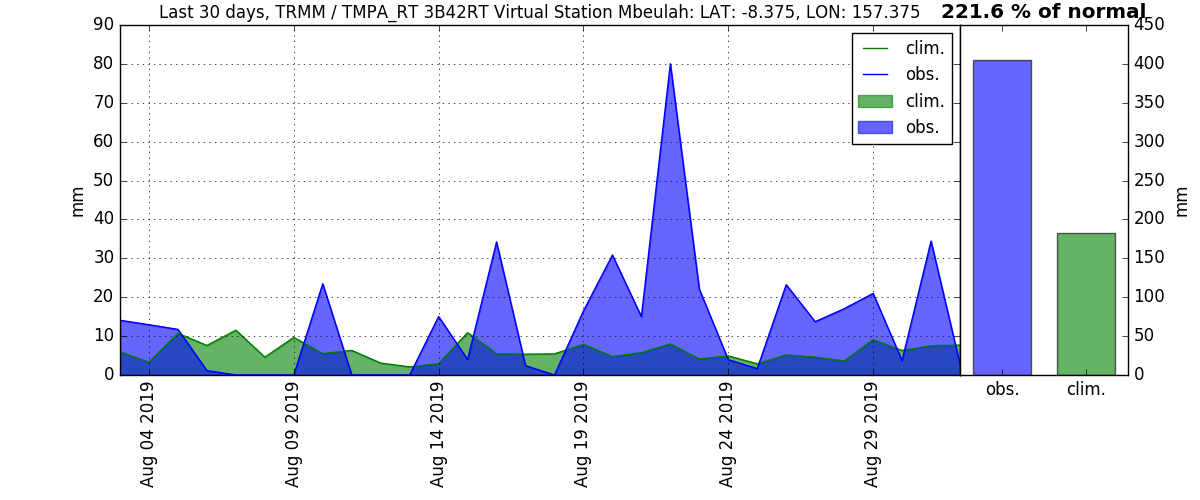 Last 30 days, TRMM / TMPA_RT 3B42RT Virtual Station Mbeulah: LAT: -8.375, LON: 157.375
221.6 % of normal
90
80
70
60
50
40
30
20
10
0
mm
clim.
obs.
clim.
obs.
Aug 04 2019
Aug 09 2019
Aug 14 2019
Aug 19 2019
Aug 24 2019
Aug 29 2019
450
400
350
300
250
200
150
100
50
0
mm
obs. clim.